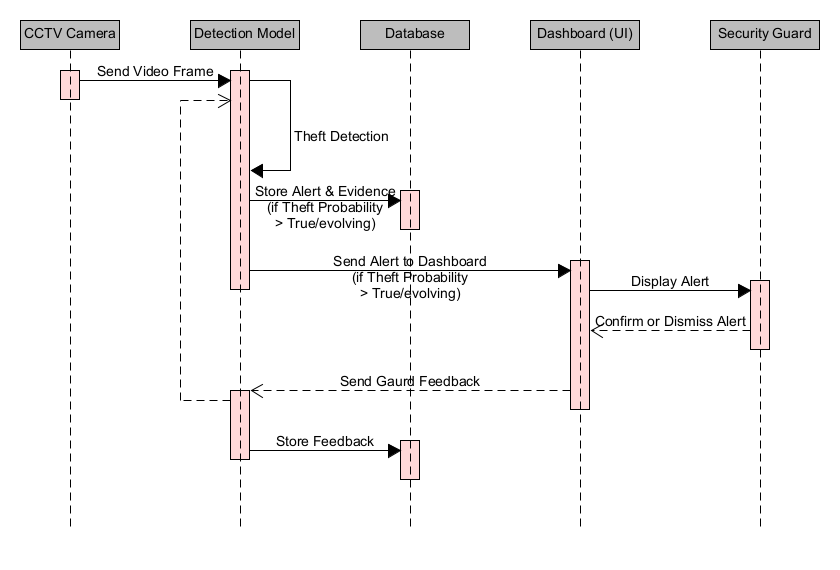 CCTV Camera
Detection Model
Database
Dashboard (UI)
Security Guard
Send Video Frame
Theft Detection
Store Alert & Evidence
(if Theft Probability
> True/evolving)
Send Alert to Dashboard
(if Theft Probability
> True/evolving)
Display Alert
Confirm or Dismiss Alert
Send Gaurd Feedback
Store Feedback